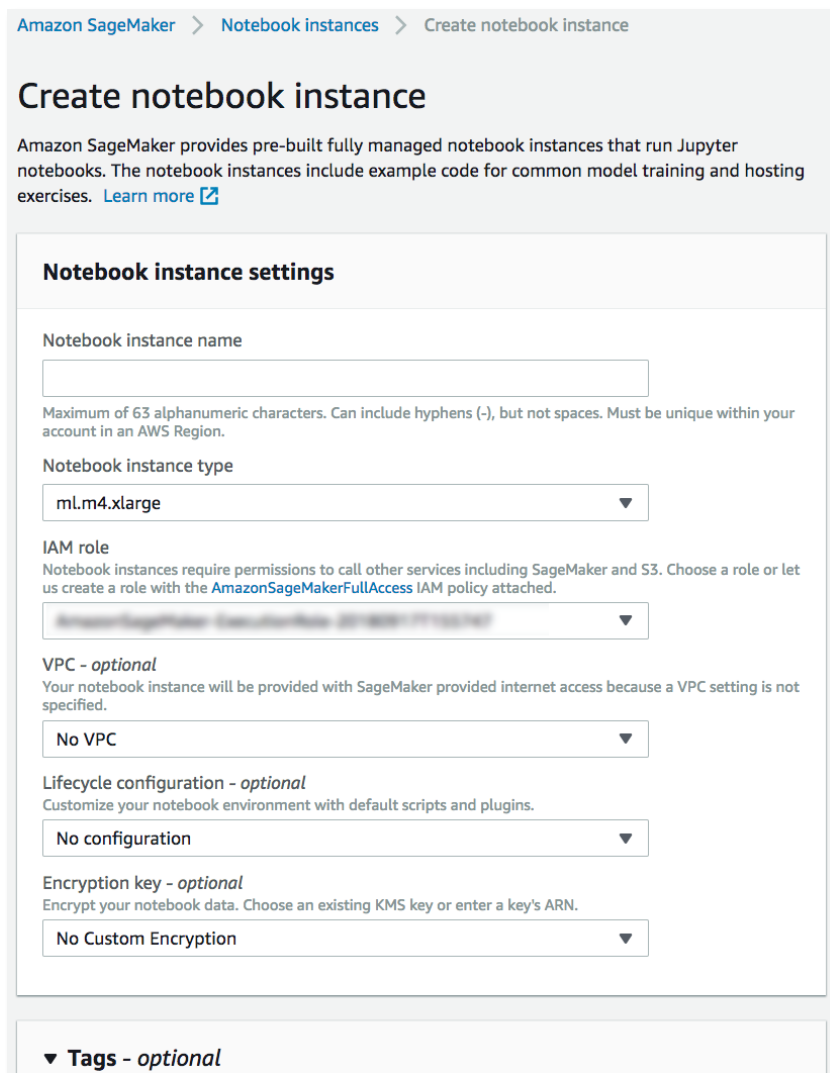 Amazon SageMaker > Notebook instances > Create notebook instance
Create notebook instance
Amazon SageMaker provides pre-built fully managed notebook instances that run Jupyter
notebooks. The notebook instances include example code for common model training and hosting
exercises. Learn more
Notebook instance settings
Notebook instance name
Maximum of 63 alphanumeric characters. Can include hyphens (-), but not spaces. Must be unique within your
account in an AWS Region.
Notebook instance type
ml.m4.xlarge
IAM role
Notebook instances require permissions to call other services including SageMaker and S3. Choose a role or let
us create a role with the AmazonSageMakerFullAccess IAM policy attached.
VPC - optional
Your notebook instance will be provided with SageMaker provided internet access because a VPC setting is not
specified.
No VPC
Lifecycle configuration - optional
Customize your notebook environment with default scripts and plugins.
No configuration
Encryption key - optional
Encrypt your notebook data. Choose an existing KMS key or enter a key's ARN.
No Custom Encryption
Tags - optional